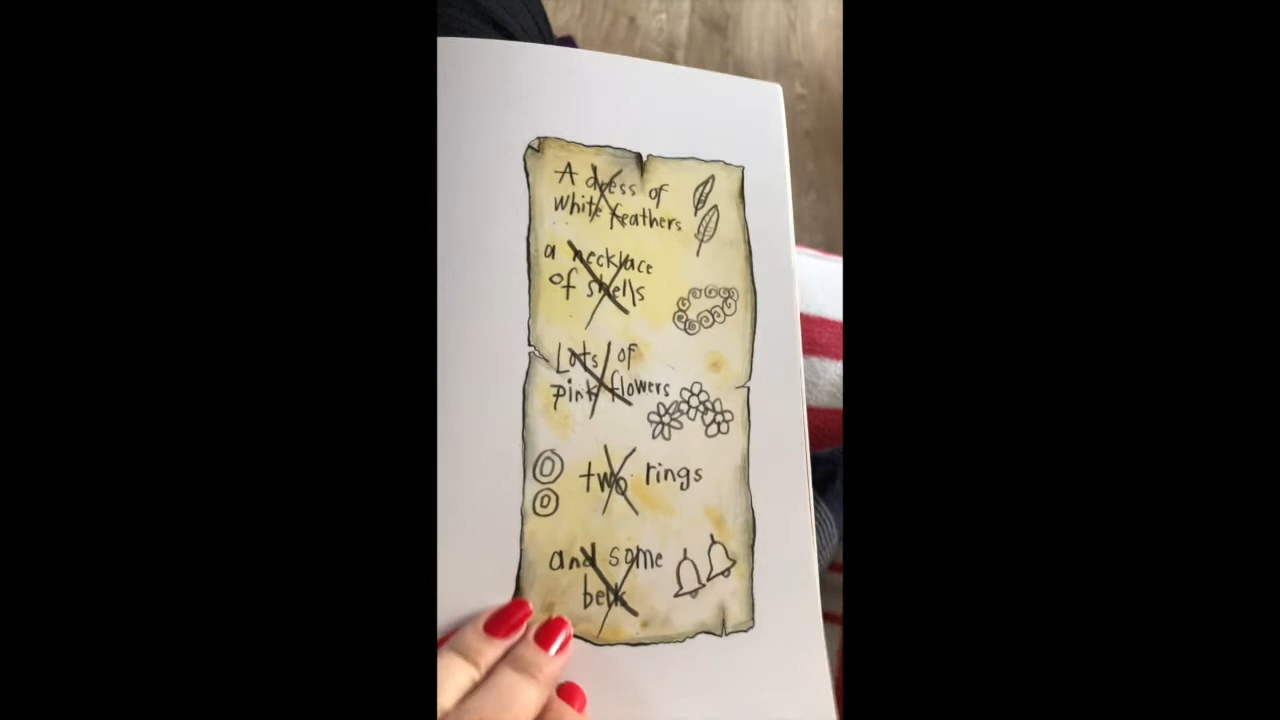 A dress of
white feathers
a necklace
of shells
Lots of
pink flowers
two rings
and some
bells